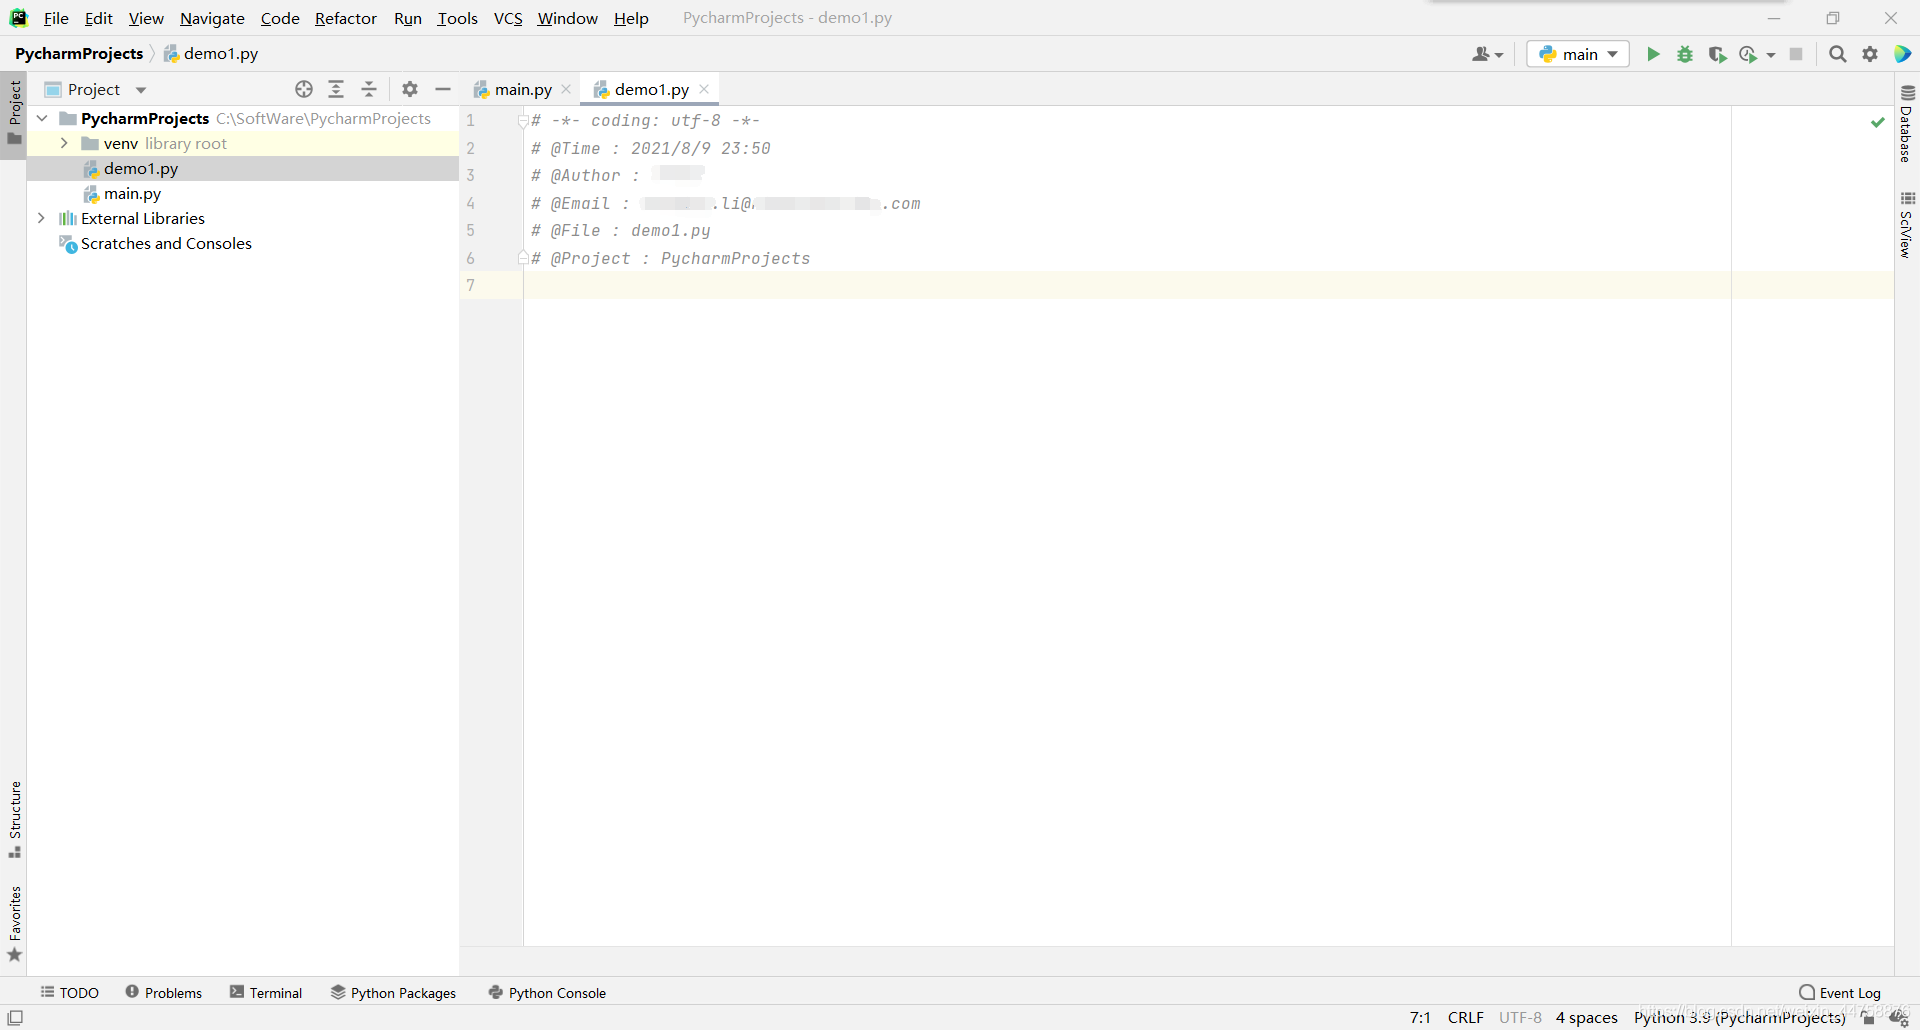 File Edit View Navigate Code Refactor Run Tools VCS Window Help PycharmProjects - demo1.py
PycharmProjects demo1.py main
Project
Project
main.py
demo1.py
PycharmProjects C:\SoftWare\PycharmProjects
venv library root
demo1.py
main.py
External Libraries
Scratches and Consoles
1 # -*- coding: utf-8 -*-
2 # @Time : 2021/8/9 23:50
3 # @Author :
4 # @Email : .li@ .com
5 # @File : demo1.py
6 # @Project : PycharmProjects
7
Database
SciView
Structure
Favorites
TODO Problems Terminal Python Packages Python Console Event Log
7:1 CRLF UTF-8 4 spaces Python 3.9 (PycharmProjects)